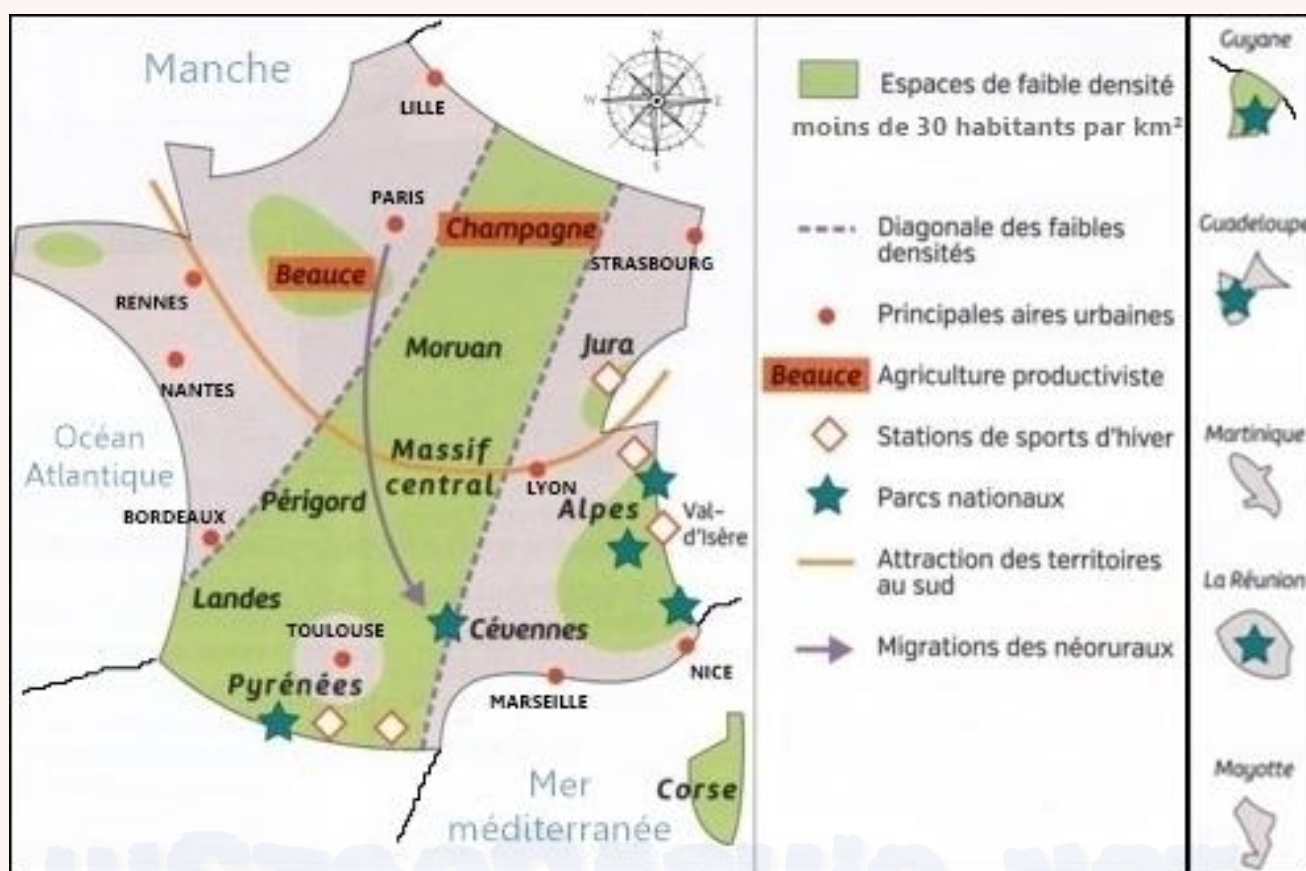 Manche
LILLE
N
W
E
S
PARIS
Champagne
STRASBOURG
Beauce
RENNES
Morvan
Jura
NANTES
Océan
Atlantique
Massif
central
LYON
Périgord
BORDEAUX
Alpes
Val-
d'Isère
Landes
TOULOUSE
Cévennes
Pyrénées
NICE
MARSEILLE
Mer
méditerranée
Corse
Espaces de faible densité
moins de 30 habitants par km²
Diagonale des faibles
densités
Principales aires urbaines
Beauce
Agriculture productiviste
Stations de sports d'hiver
Parcs nationaux
Attraction des territoires
au sud
Migrations des néoruraux
Guyane
Guadeloupe
Martinique
La Réunion
Mayotte